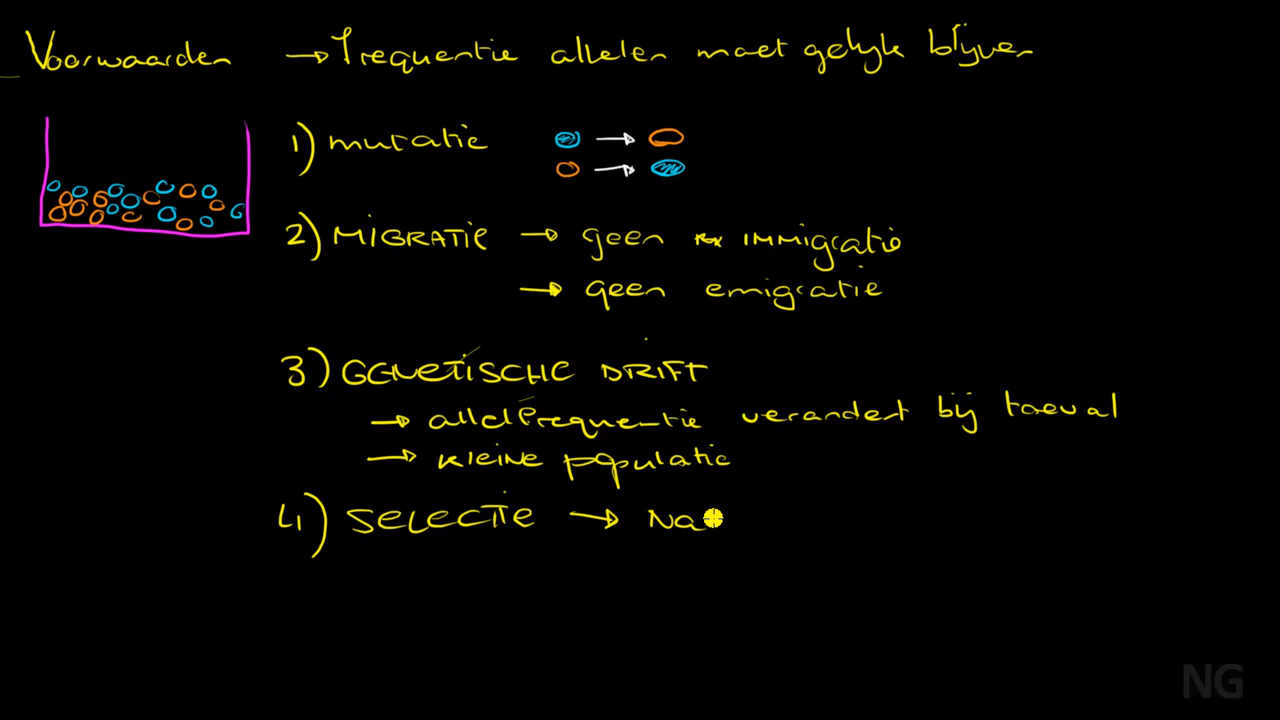 Voorwaarden → Frequentie allelen moet gelijk blijven
1) mutatie
2) MIGRATIE → geen IMMIGratie
→ geen emigratie
3) GENETISCHE DRIFT
→ allelfrequentie verandert bij toeval
→ kleine populatie
4) SELECTIE → Na
NG